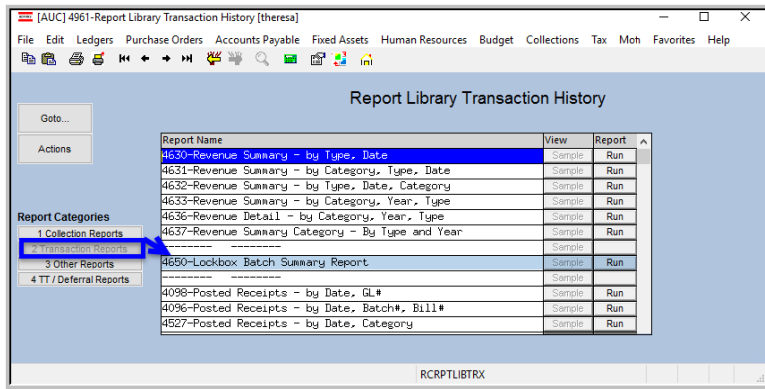 [AUC] 4961-Report Library Transaction History [theresa]
File Edit Ledgers Purchase Orders Accounts Payable Fixed Assets Human Resources Budget Collections Tax Moh Favorites Help
Report Library Transaction History
Goto...
Actions
Report Name View Report
4630-Revenue Summary - by Type, Date Sample Run
4631-Revenue Summary - by Category, Type, Date Sample Run
4632-Revenue Summary - by Type, Date, Category Sample Run
4633-Revenue Summary - by Category, Year, Type Sample Run
4636-Revenue Detail - by Category, Year, Type Sample Run
4637-Revenue Summary Category - By Type and Year Sample Run
-------- -------- Sample
4650-Lockbox Batch Summary Report Sample Run
-------- -------- Sample
4098-Posted Receipts - by Date, GL# Sample Run
4096-Posted Receipts - by Date, Batch#, Bill# Sample Run
4527-Posted Receipts - by Date, Category Sample Run
Report Categories
1 Collection Reports
2 Transaction Reports
3 Other Reports
4 TT / Deferral Reports
RCRPTLIBTRX